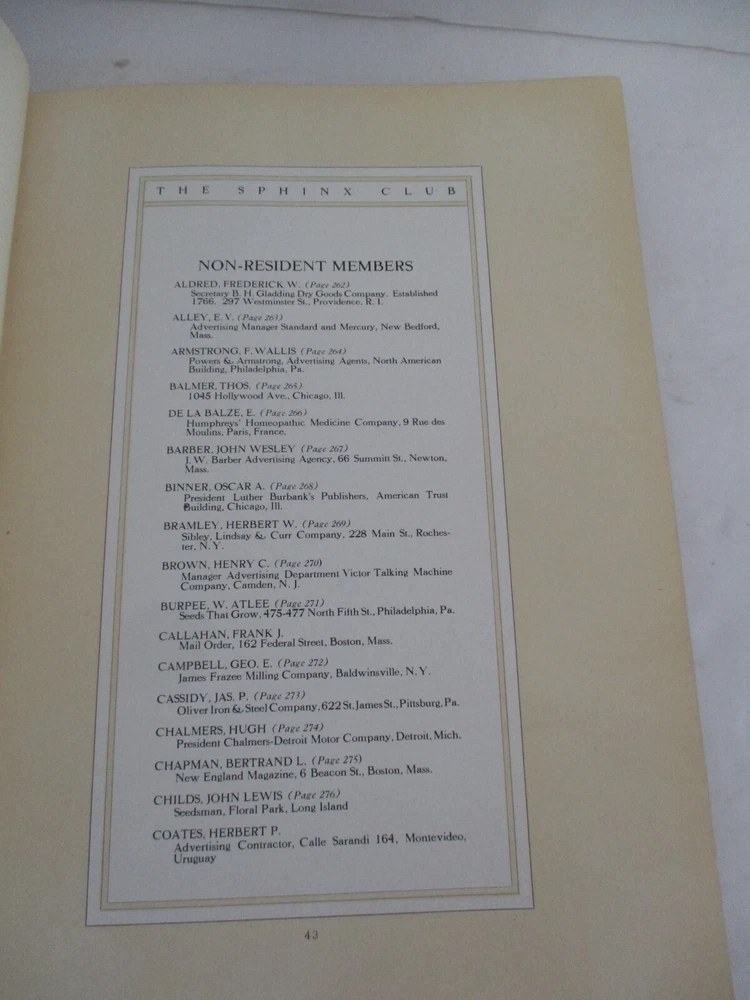 THE SPHINX CLUB
NON-RESIDENT MEMBERS
ALDRED, FREDERICK W. (Page 262)
Secretary B. H. Gladding Dry Goods Company. Established
1766. 297 Westminster St., Providence, R. I.
ALLEY, E. V. (Page 263)
Advertising Manager Standard and Mercury, New Bedford,
Mass.
ARMSTRONG, F. WALLIS (Page 264)
Powers & Armstrong, Advertising Agents, North American
Building, Philadelphia, Pa.
BALMER, THOS. (Page 265)
1045 Hollywood Ave., Chicago, Ill.
DE LA BALZE, E. (Page 266)
Humphreys' Homeopathic Medicine Company, 9 Rue des
Moulins, Paris, France.
BARBER, JOHN WESLEY (Page 267)
J. W. Barber Advertising Agency, 66 Summitt St., Newton,
Mass.
BINNER, OSCAR A. (Page 268)
President Luther Burbank's Publishers, American Trust
Building, Chicago, Ill.
BRAMLEY, HERBERT W. (Page 269)
Sibley, Lindsay & Curr Company, 228 Main St., Roches-
ter, N. Y.
BROWN, HENRY C. (Page 270)
Manager Advertising Department Victor Talking Machine
Company, Camden, N. J.
BURPEE, W. ATLEE (Page 271)
Seeds That Grow, 475-477 North Fifth St., Philadelphia, Pa.
CALLAHAN, FRANK J.
Mail Order, 162 Federal Street, Boston, Mass.
CAMPBELL, GEO. E. (Page 272)
James Frazee Milling Company, Baldwinsville, N. Y.
CASSIDY, JAS. P. (Page 273)
Oliver Iron & Steel Company, 622 St. James St., Pittsburg, Pa.
CHALMERS, HUGH (Page 274)
President Chalmers-Detroit Motor Company, Detroit, Mich.
CHAPMAN, BERTRAND L. (Page 275)
New England Magazine, 6 Beacon St., Boston, Mass.
CHILDS, JOHN LEWIS (Page 276)
Seedsman, Floral Park, Long Island
COATES, HERBERT P.
Advertising Contractor, Calle Sarandi 164, Montevideo,
Uruguay
43